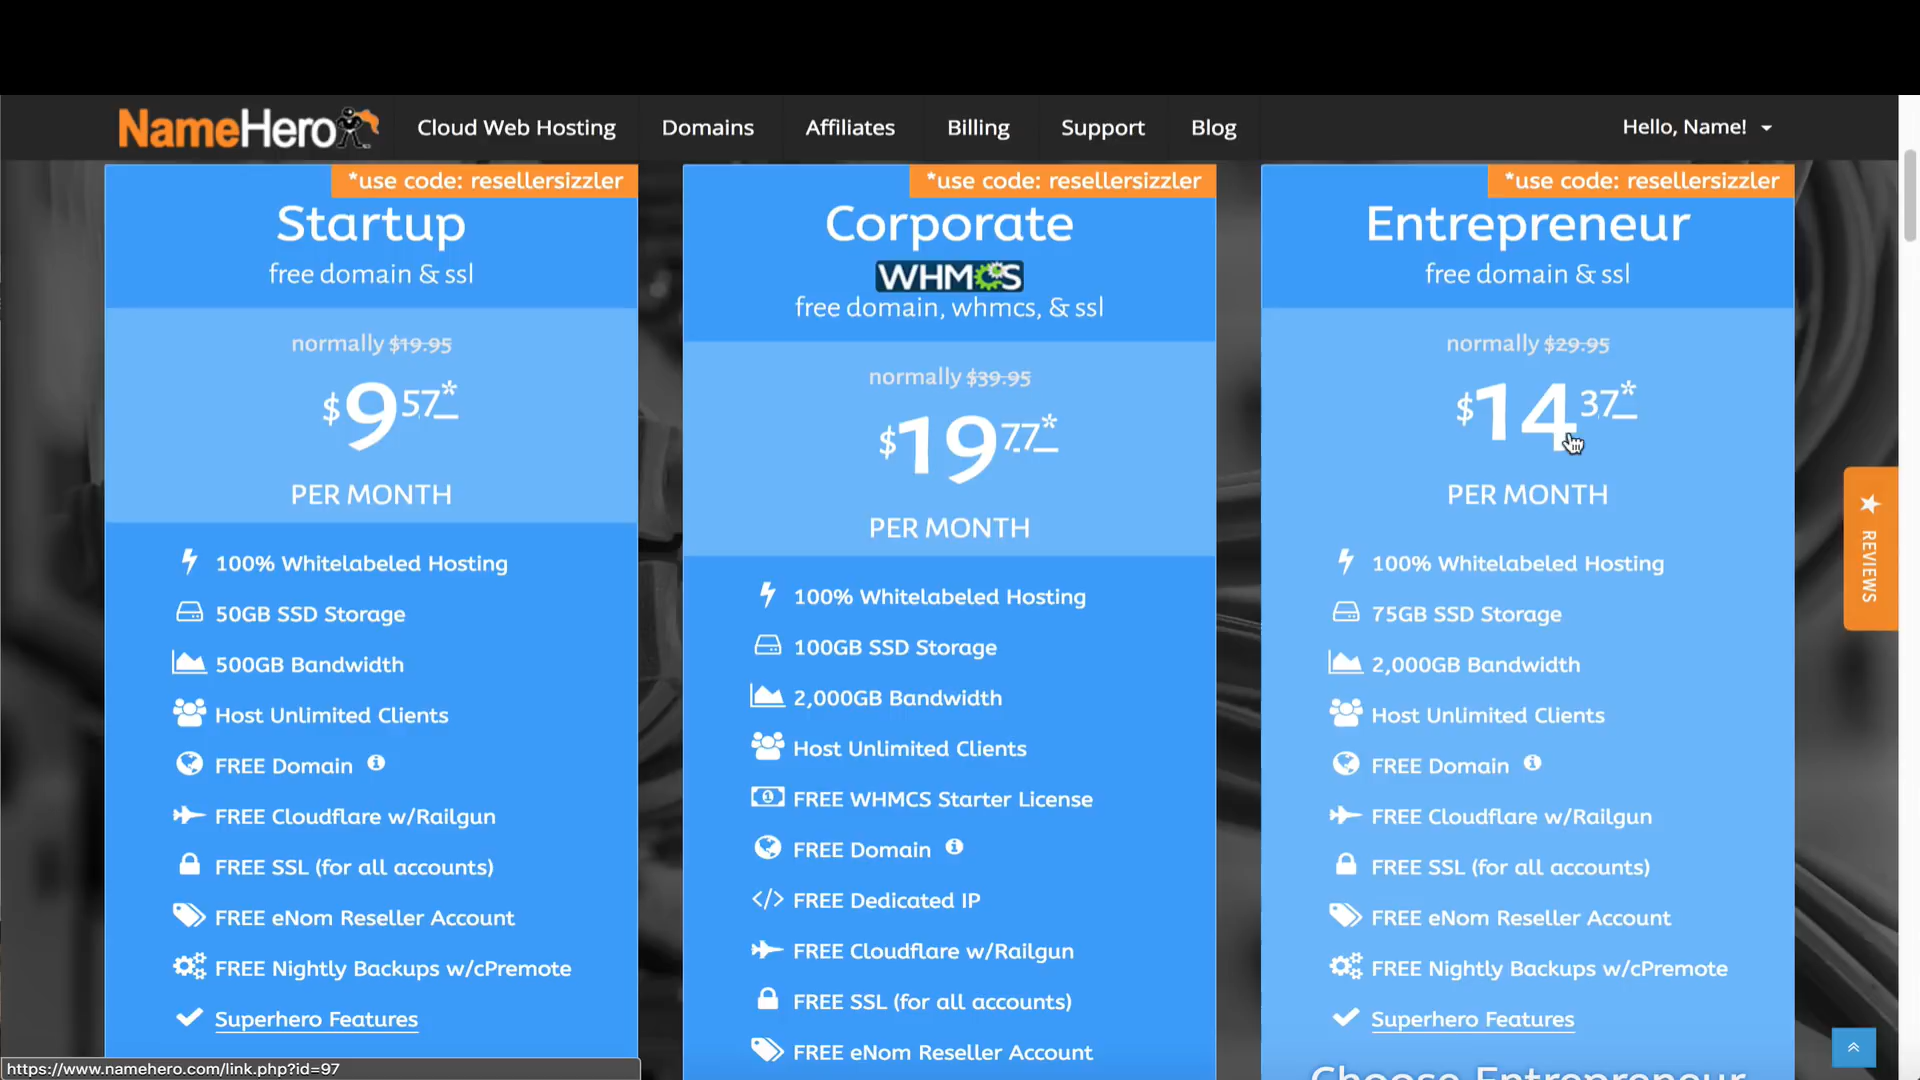 NameHero
Cloud Web Hosting
Domains
Affiliates
Billing
Support
Blog
Hello, Name!
*use code: resellersizzler
Startup
free domain & ssl
normally $19.95
$9.57*
PER MONTH
100% Whitelabeled Hosting
50GB SSD Storage
500GB Bandwidth
Host Unlimited Clients
FREE Domain
FREE Cloudflare w/Railgun
FREE SSL (for all accounts)
FREE eNom Reseller Account
FREE Nightly Backups w/cPremote
Superhero Features
*use code: resellersizzler
Corporate
WHMCS
free domain, whmcs, & ssl
normally $39.95
$19.77*
PER MONTH
100% Whitelabeled Hosting
100GB SSD Storage
2,000GB Bandwidth
Host Unlimited Clients
FREE WHMCS Starter License
FREE Domain
FREE Dedicated IP
FREE Cloudflare w/Railgun
FREE SSL (for all accounts)
FREE eNom Reseller Account
*use code: resellersizzler
Entrepreneur
free domain & ssl
normally $29.95
$14.37*
PER MONTH
100% Whitelabeled Hosting
75GB SSD Storage
2,000GB Bandwidth
Host Unlimited Clients
FREE Domain
FREE Cloudflare w/Railgun
FREE SSL (for all accounts)
FREE eNom Reseller Account
FREE Nightly Backups w/cPremote
Superhero Features
Choose Entrepreneur
REVIEWS
https://www.namehero.com/link.php?id=97